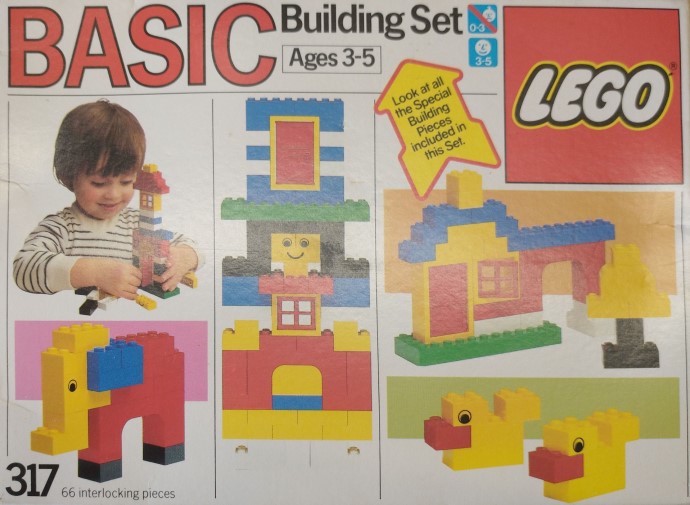 BASIC Building Set
0-3
Ages 3-5
3-5
LEGO
®
Look at all
the Special
Building
Pieces
included in
this Set.
317 66 interlocking pieces